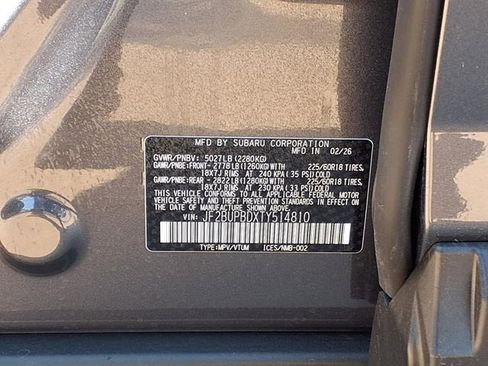 MFD BY SUBARU CORPORATION IN 02/26
GVWR/PNBV: 5027LB(2280KG)
GAWR/PNBE:FRONT- 2778LB(1260KG)WITH 225/60R18 TIRES,
18X7J RIMS AT 240 KPA(35 PSI)COLD
GAWR/PNBE:REAR - 2822LB(1280KG)WITH 225/60R18 TIRES,
18X7J RIMS AT 230 KPA(33 PSI)COLD
THIS VEHICLE CONFORMS TO ALL APPLICABLE FEDERAL MOTOR
VEHICLE SAFETY, BUMPER, AND THEFT PREVENTION STANDARDS
IN EFFECT ON THE DATE OF MANUFACTURE SHOWN ABOVE.
VIN: JF2BUPBDXTY514810
TYPE:MPV/VTUM ICES/NMB-002